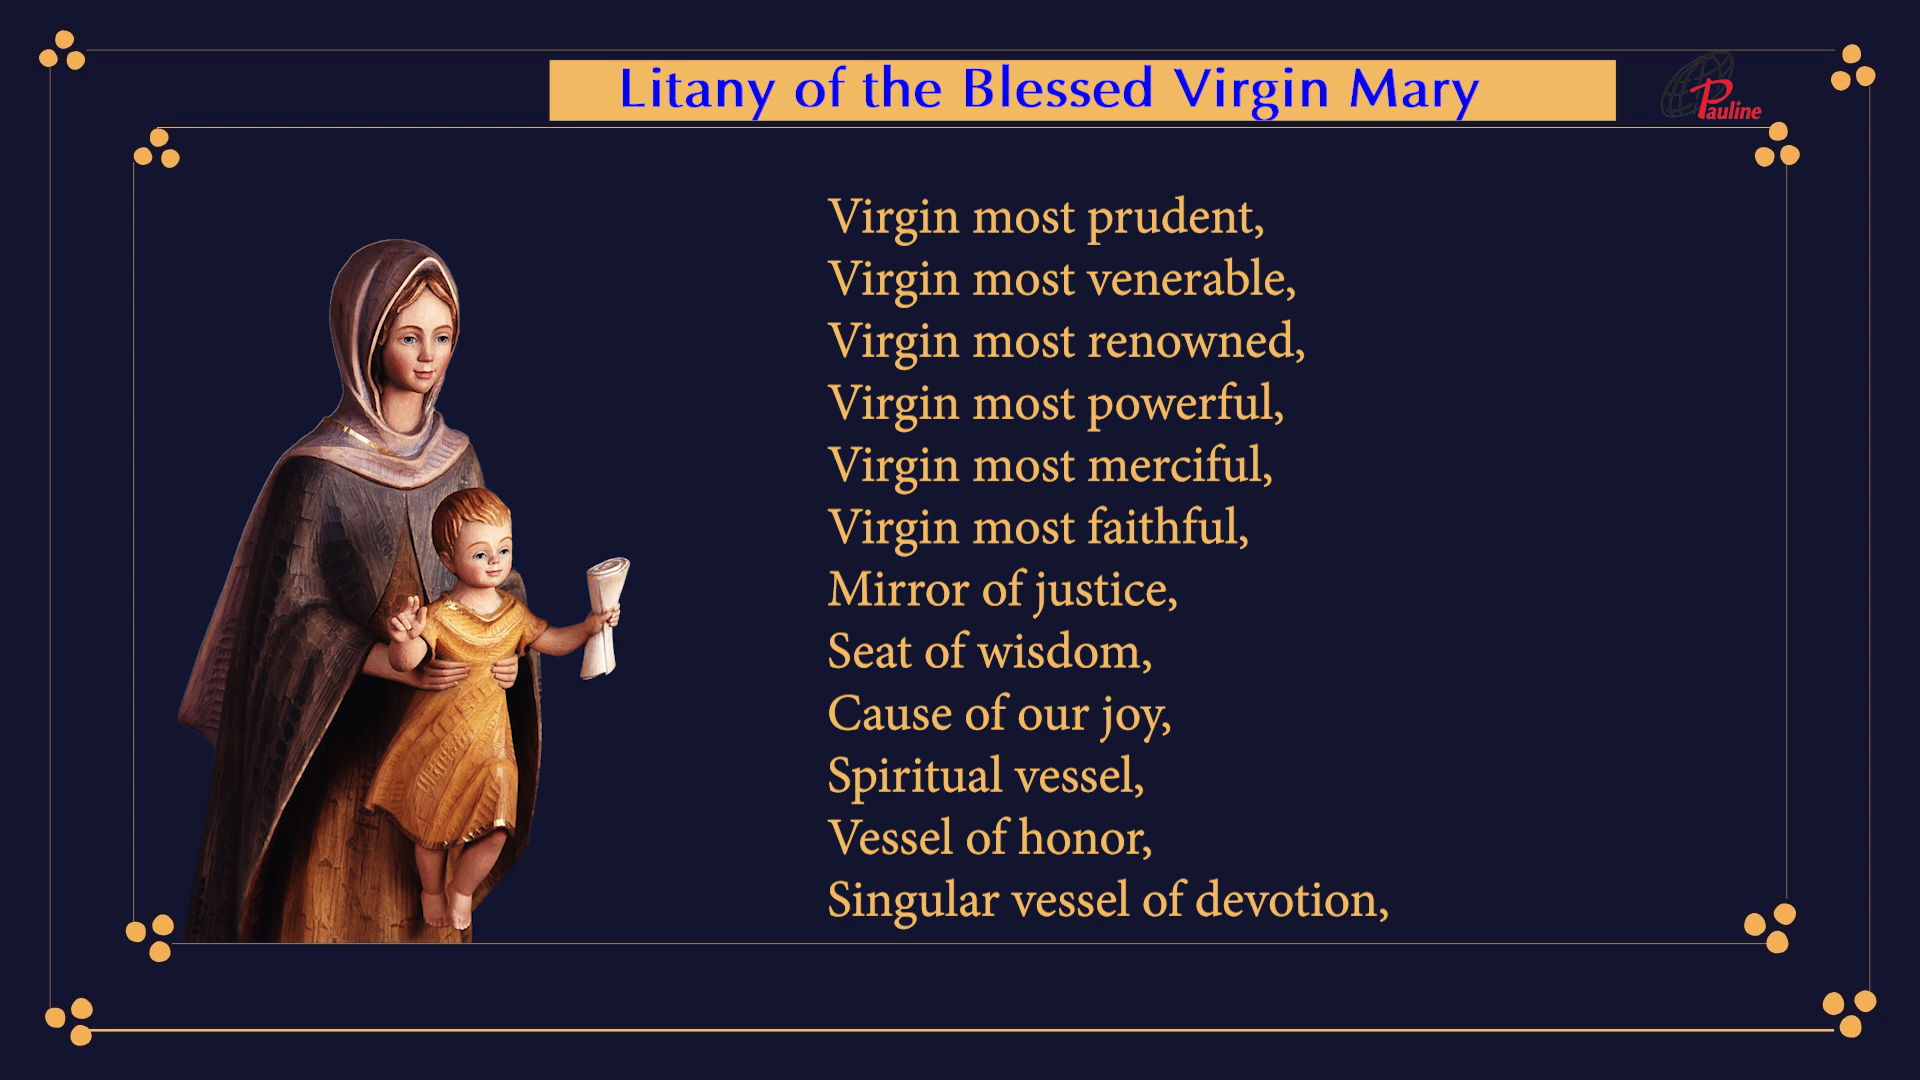 Litany of the Blessed Virgin Mary
Pauline
Virgin most prudent,
Virgin most venerable,
Virgin most renowned,
Virgin most powerful,
Virgin most merciful,
Virgin most faithful,
Mirror of justice,
Seat of wisdom,
Cause of our joy,
Spiritual vessel,
Vessel of honor,
Singular vessel of devotion,